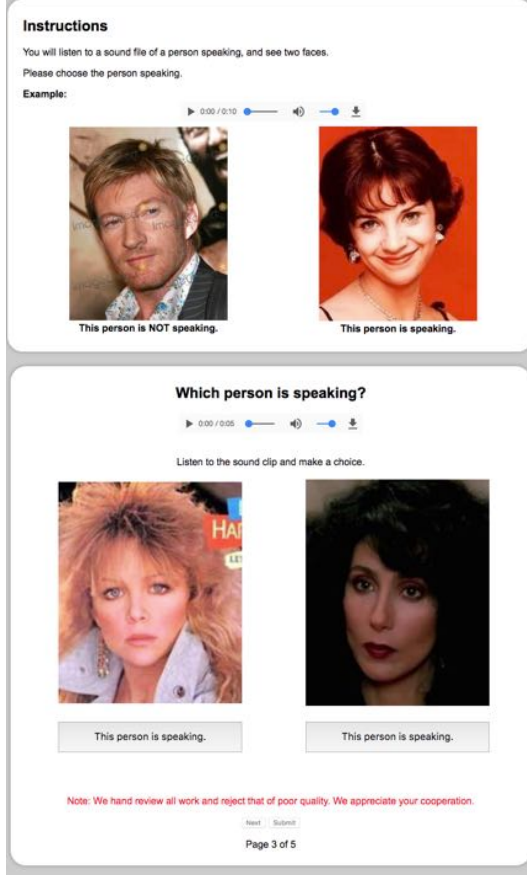 Instructions
You will listen to a sound file of a person speaking, and see two faces.
Please choose the person speaking.
Example:
0:00 / 0:10
This person is NOT speaking.
This person is speaking.
Which person is speaking?
0:00 / 0:05
Listen to the sound clip and make a choice.
This person is speaking.
This person is speaking.
Note: We hand review all work and reject that of poor quality. We appreciate your cooperation.
Next Submit
Page 3 of 5